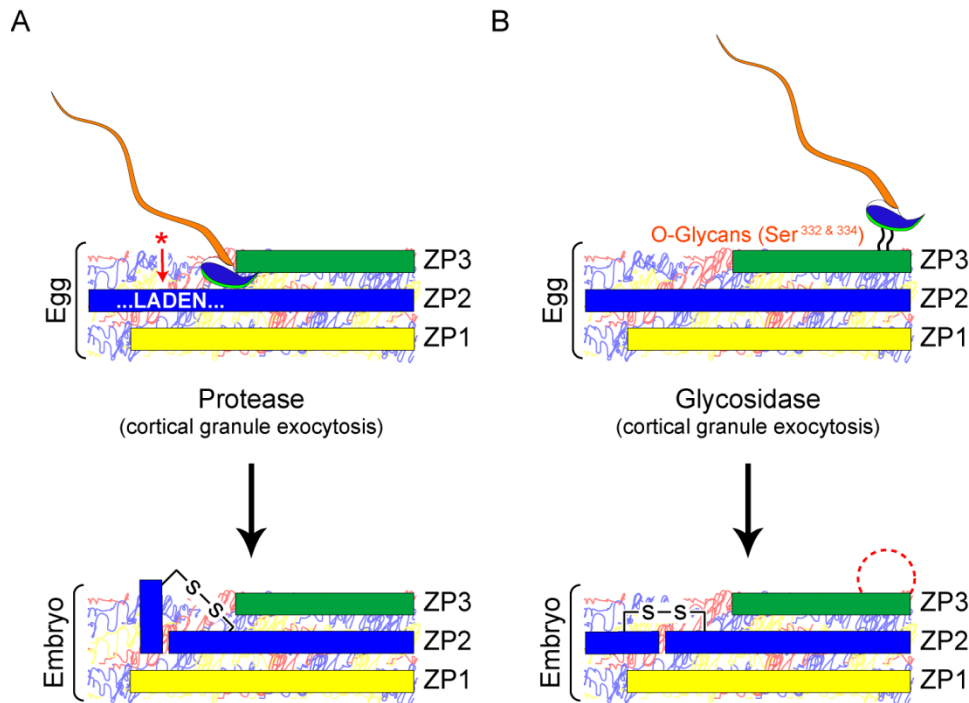 A
*
Egg
...LADEN...
ZP3
ZP2
ZP1
Protease
(cortical granule exocytosis)
Embryo
S–S
ZP3
ZP2
ZP1
B
O-Glycans (Ser332 & 334)
Egg
ZP3
ZP2
ZP1
Glycosidase
(cortical granule exocytosis)
Embryo
S–S
ZP3
ZP2
ZP1